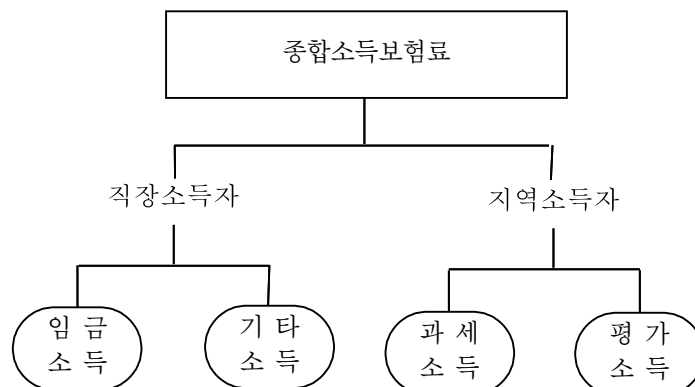 종합소득보험료
직장소득자
지역소득자
임 금
소 득
기 타
소 득
과 세
소 득
평 가
소 득